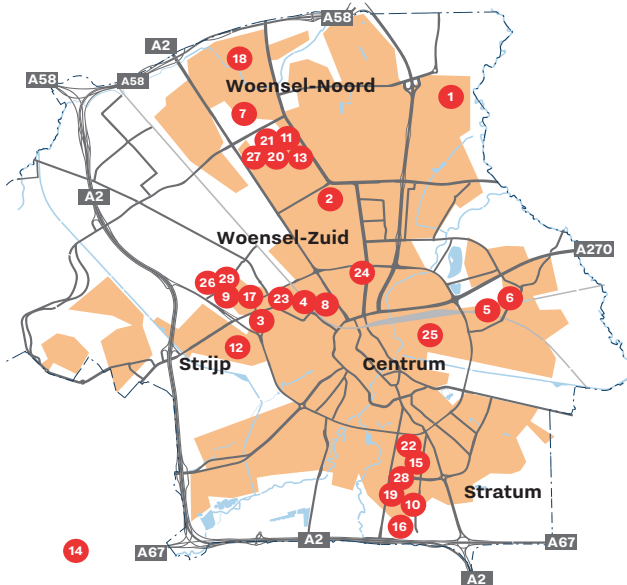 A58
A2
18
A58
A58
Woensel-Noord
1
7
21
11
27
20
13
A2
2
Woensel-Zuid
A270
24
29
26
9
17
23
4
8
6
5
3
25
12
Strijp
Centrum
22
15
28
19
10
Stratum
16
14
A67
A2
A67
A2